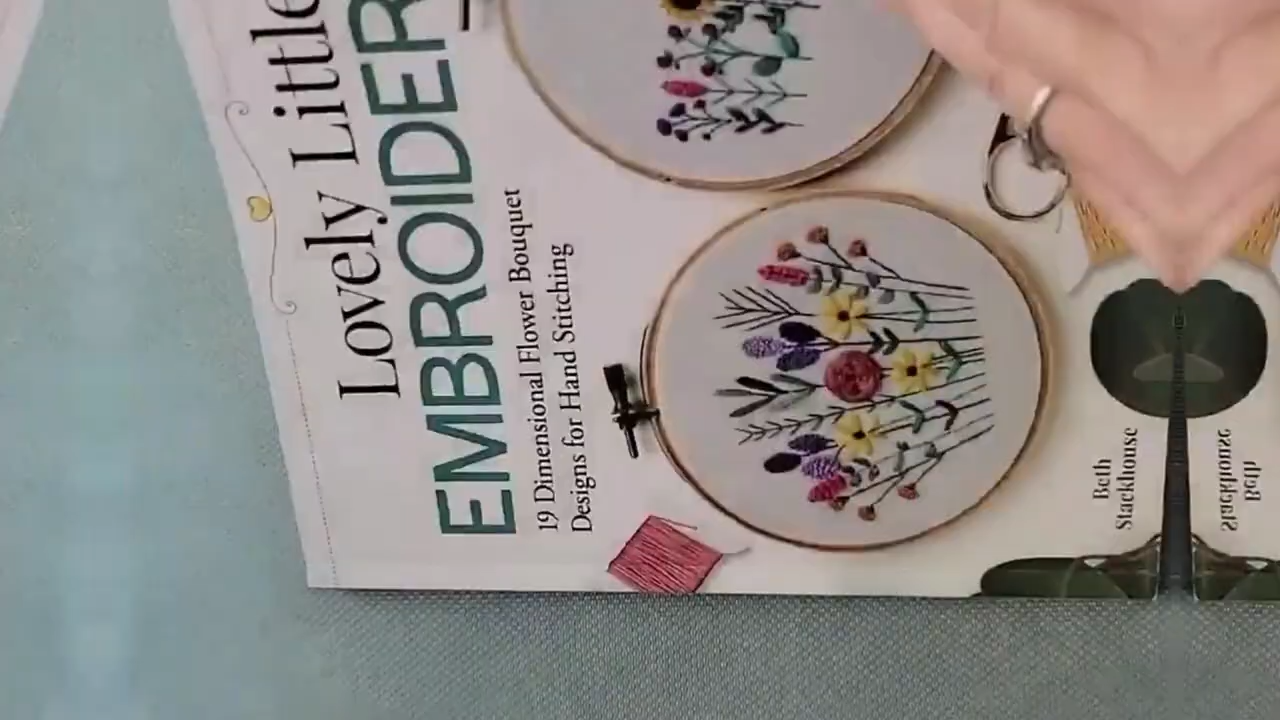 Lovely Little
EMBROIDER
19 Dimensional Flower Bouquet
Designs for Hand Stitching
Beth
Stackhouse